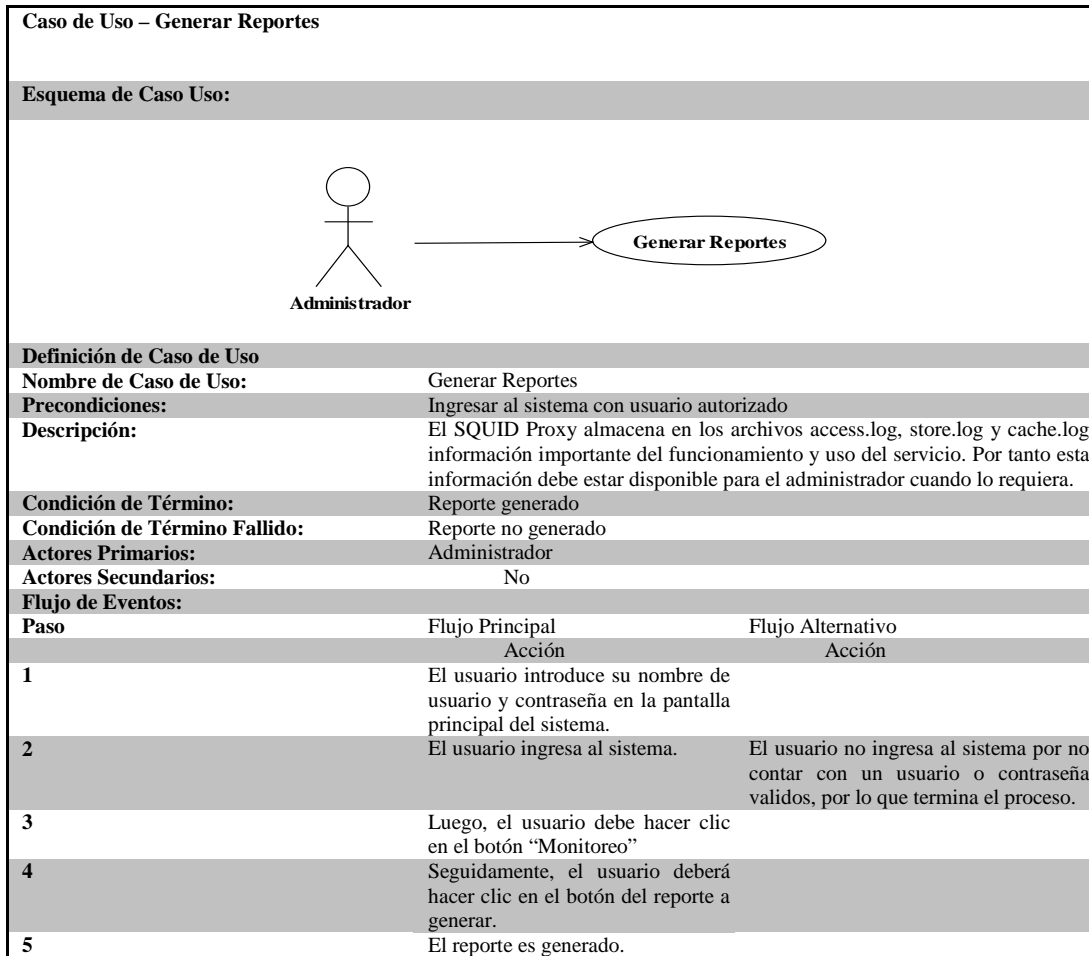 Caso de Uso – Generar Reportes
Esquema de Caso Uso:
Generar Reportes
Administrador
Definición de Caso de Uso
Nombre de Caso de Uso: Generar Reportes
Precondiciones: Ingresar al sistema con usuario autorizado
Descripción: El SQUID Proxy almacena en los archivos access.log, store.log y cache.log
información importante del funcionamiento y uso del servicio. Por tanto esta
información debe estar disponible para el administrador cuando lo requiera.
Condición de Término: Reporte generado
Condición de Término Fallido: Reporte no generado
Actores Primarios: Administrador
Actores Secundarios: No
Flujo de Eventos:
Paso Flujo Principal Flujo Alternativo
Acción Acción
1 El usuario introduce su nombre de
usuario y contraseña en la pantalla
principal del sistema.
2 El usuario ingresa al sistema. El usuario no ingresa al sistema por no
contar con un usuario o contraseña
validos, por lo que termina el proceso.
3 Luego, el usuario debe hacer clic
en el botón “Monitoreo”
4 Seguidamente, el usuario deberá
hacer clic en el botón del reporte a
generar.
5 El reporte es generado.